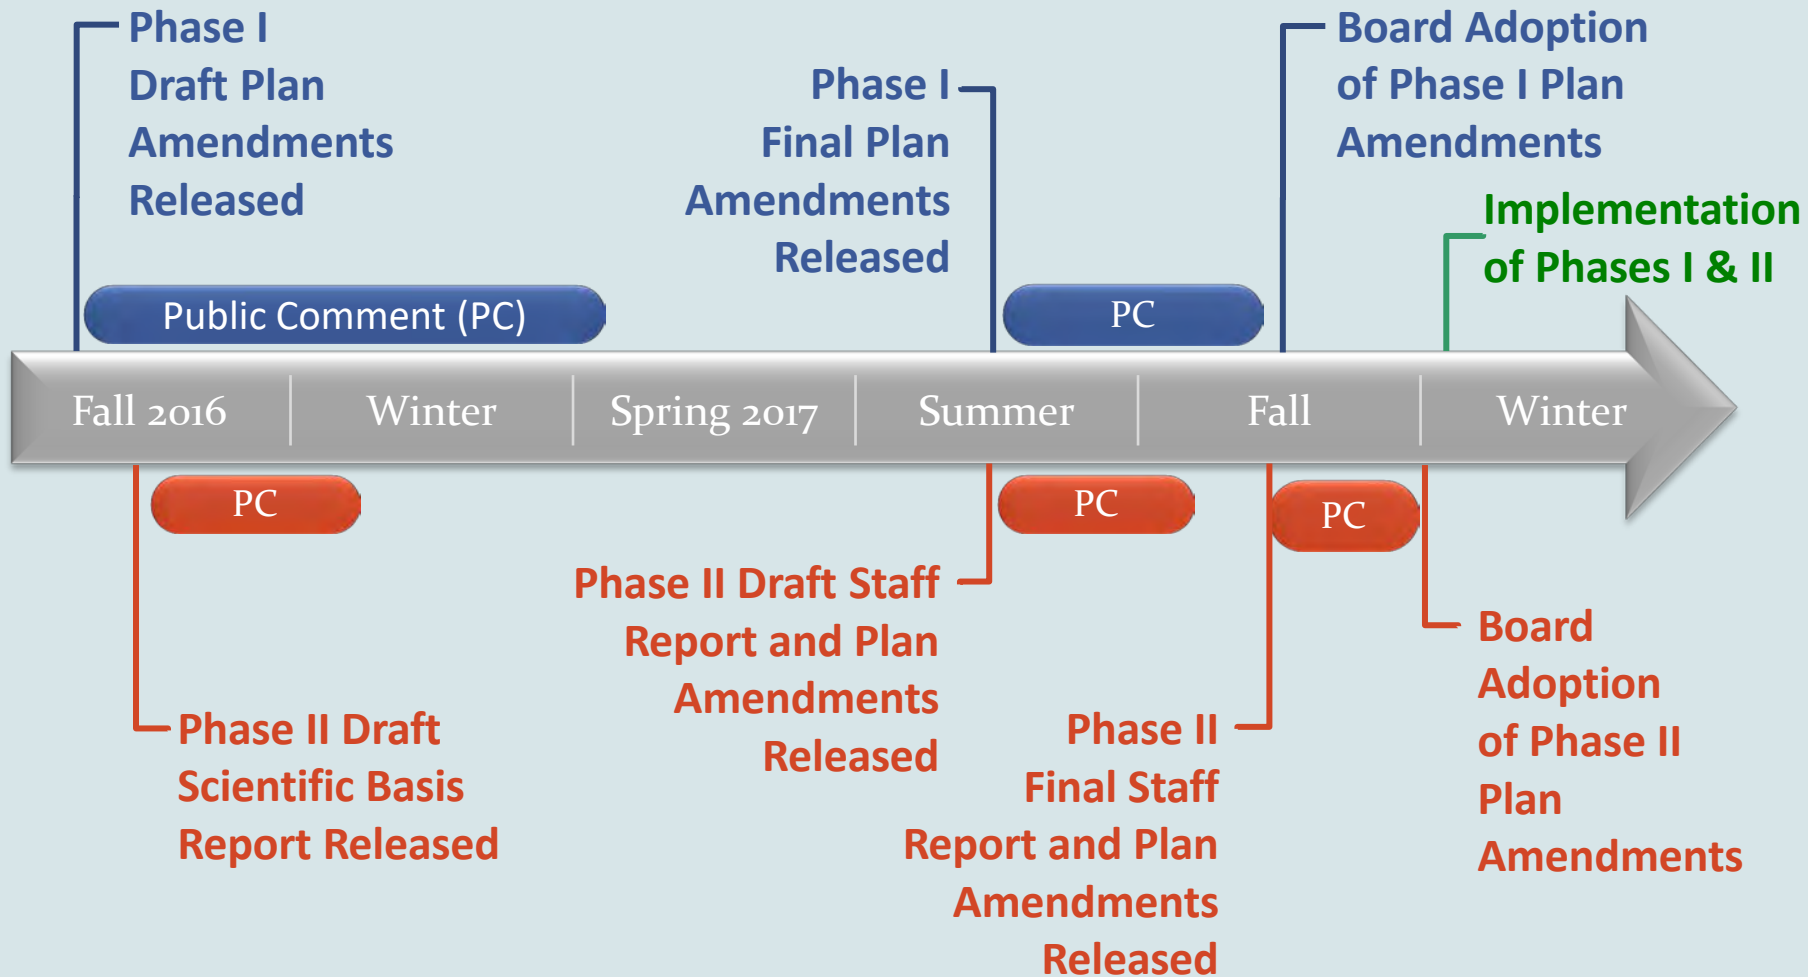 Phase I
Draft Plan
Amendments
Released
Phase I
Final Plan
Amendments
Released
Board Adoption
of Phase I Plan
Amendments
Implementation
of Phases I & II
Public Comment (PC)
PC
Fall 2016
Winter
Spring 2017
Summer
Fall
Winter
PC
PC
PC
Phase II Draft
Scientific Basis
Report Released
Phase II Draft Staff
Report and Plan
Amendments
Released
Phase II
Final Staff
Report and Plan
Amendments
Released
Board
Adoption
of Phase II
Plan
Amendments